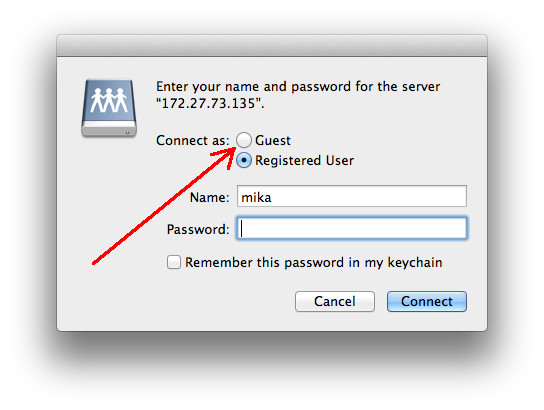 Enter your name and password for the server
“172.27.73.135”.
Connect as: Guest
Registered User
Name: mika
Password:
Remember this password in my keychain
Cancel Connect